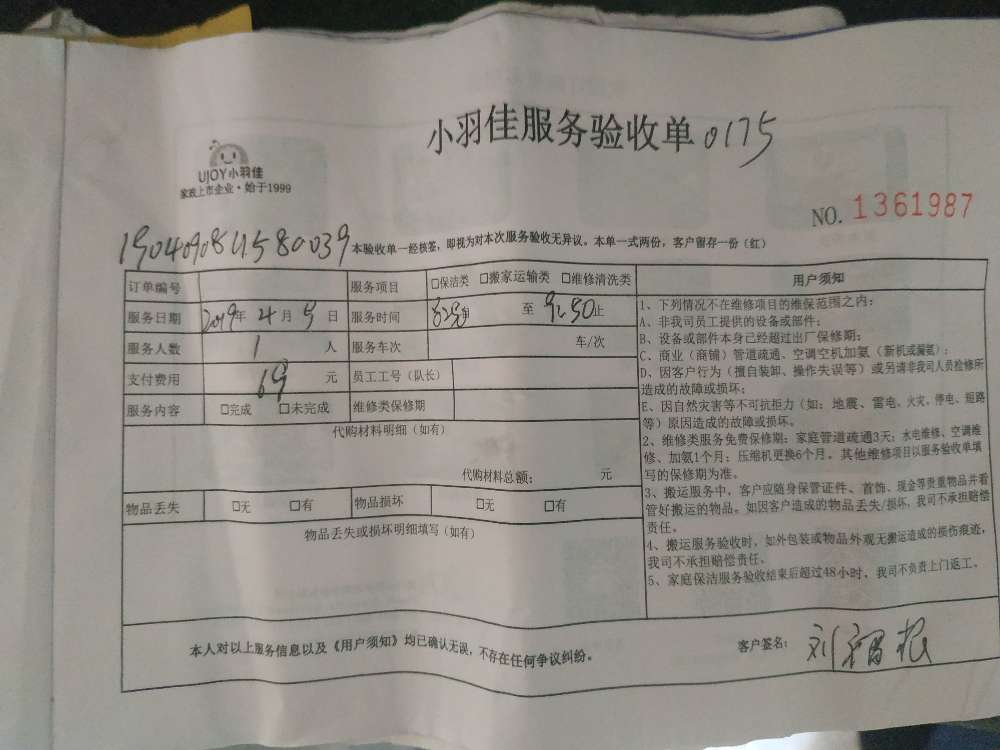 小羽佳服务验收单 0175
UJOY小羽佳
家政上市企业·始于1999
NO. 1361987
本验收单一经核签，即视为对本次服务验收无异议。本单一式两份，客户留存一份（红）
订单编号 服务项目 □保洁类 □搬家运输类 □维修清洗类
服务日期 2019年4月5日 服务时间 至 9:50止
服务人数 1 人 服务车次 车/次
支付费用 69 元 员工工号（队长）
服务内容 □完成 □未完成 维修类保修期
代购材料明细（如有）
代购材料总额： 元
物品丢失 □无 □有 物品损坏 □无 □有
物品丢失或损坏明细填写（如有）
用户须知
1、下列情况不在维修项目的维保范围之内：
A、非我司员工提供的设备或部件；
B、设备或部件本身已经超过出厂保修期；
C、商业（商铺）管道疏通、空调空机加氨（新机或漏氨）；
D、因客户行为（擅自装卸、操作失误等）或另请非我司人员检修所
造成的故障或损坏；
E、因自然灾害等不可抗拒力（如：地震、雷电、火灾、停电、短路
等）原因造成的故障或损坏。
2、维修类服务免费保修期：家庭管道疏通3天；水电维修、空调维
修、加氨1个月；压缩机更换6个月。其他维修项目以服务验收单填
写的保修期为准。
3、搬运服务中，客户应随身保管证件、首饰、现金等贵重物品并看
管好搬运的物品。如因客户造成的物品丢失/损坏，我司不承担赔偿
责任。
4、搬运服务验收时，如外包装或物品外观无搬运造成的损伤痕迹，
我司不承担赔偿责任。
5、家庭保洁服务验收结束后超过48小时，我司不负责上门返工。
本人对以上服务信息以及《用户须知》均已确认无误，不存在任何争议纠纷。
客户签名： 刘福根